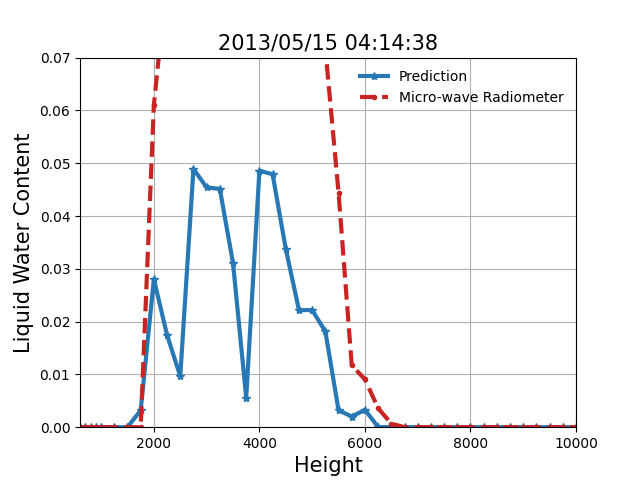 2013/05/15 04:14:38
0.07
0.06
0.05
0.04
0.03
0.02
0.01
0.00
Liquid Water Content
Prediction
Micro-wave Radiometer
2000 4000 6000 8000 10000
Height